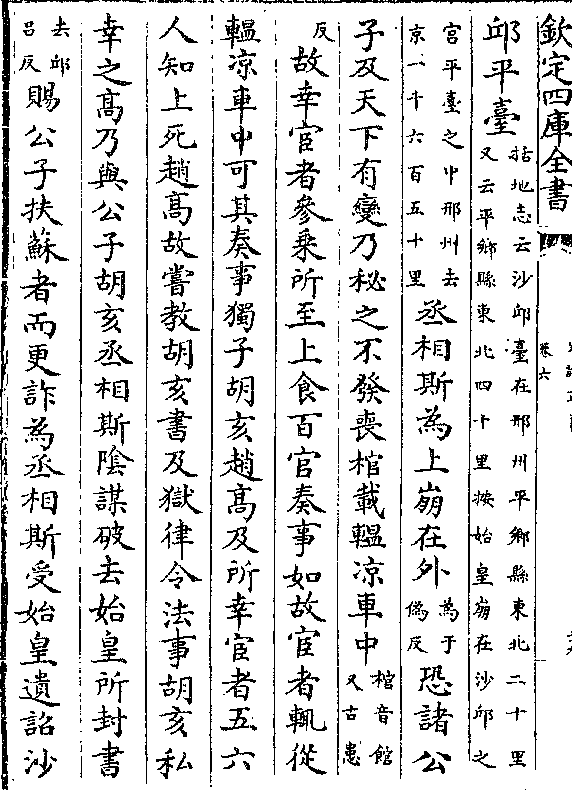 欽定四庫全書
卷六
邱平臺括地志云沙邱臺在邢州平鄉縣東北二十里
又云平鄉縣東北四十里按始皇崩在沙邱之
宮平臺之中邢州去
京一千六百五十里丞相斯為上崩在外為于
偽反恐諸公
子及天下有變乃秘之不發喪棺載轀凉車中棺音館
又古患
反故幸宦者參乗所至上食百官奏事如故宦者輒從
轀凉車中可其奏事獨子胡亥趙高及所幸宦者五六
人知上死趙高故嘗教胡亥書及獄律令法事胡亥私
幸之高乃與公子胡亥丞相斯陰謀破去始皇所封書
去邱
呂反賜公子扶蘇者而更詐為丞相斯受始皇遺詔沙